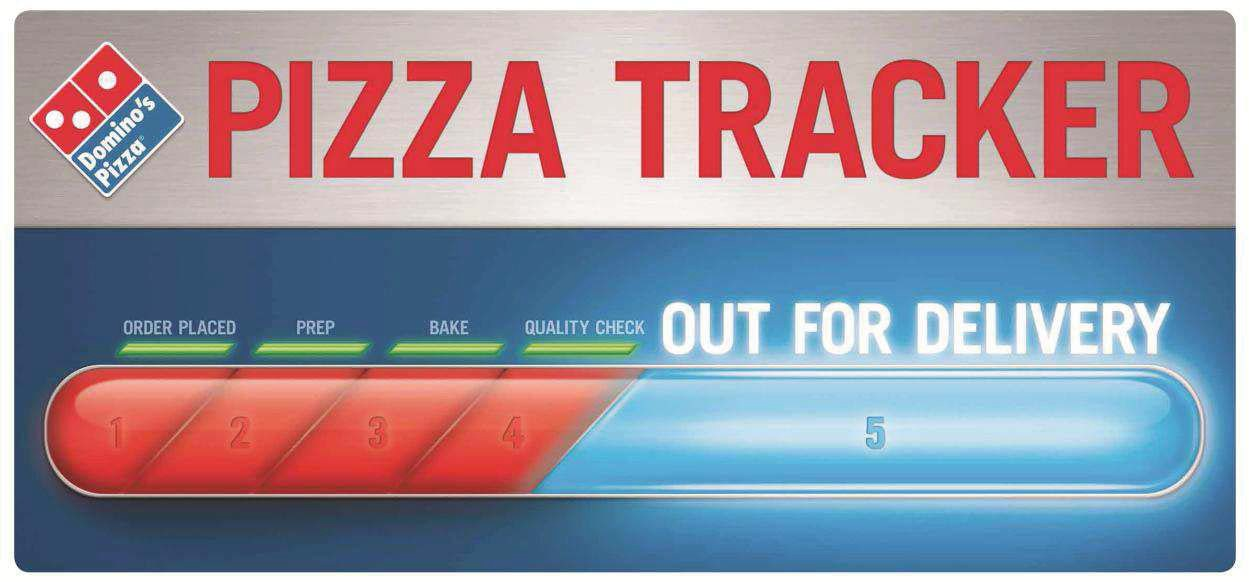 Domino's
Pizza®
PIZZA TRACKER
ORDER PLACED PREP BAKE QUALITY CHECK OUT FOR DELIVERY
1 2 3 4 5